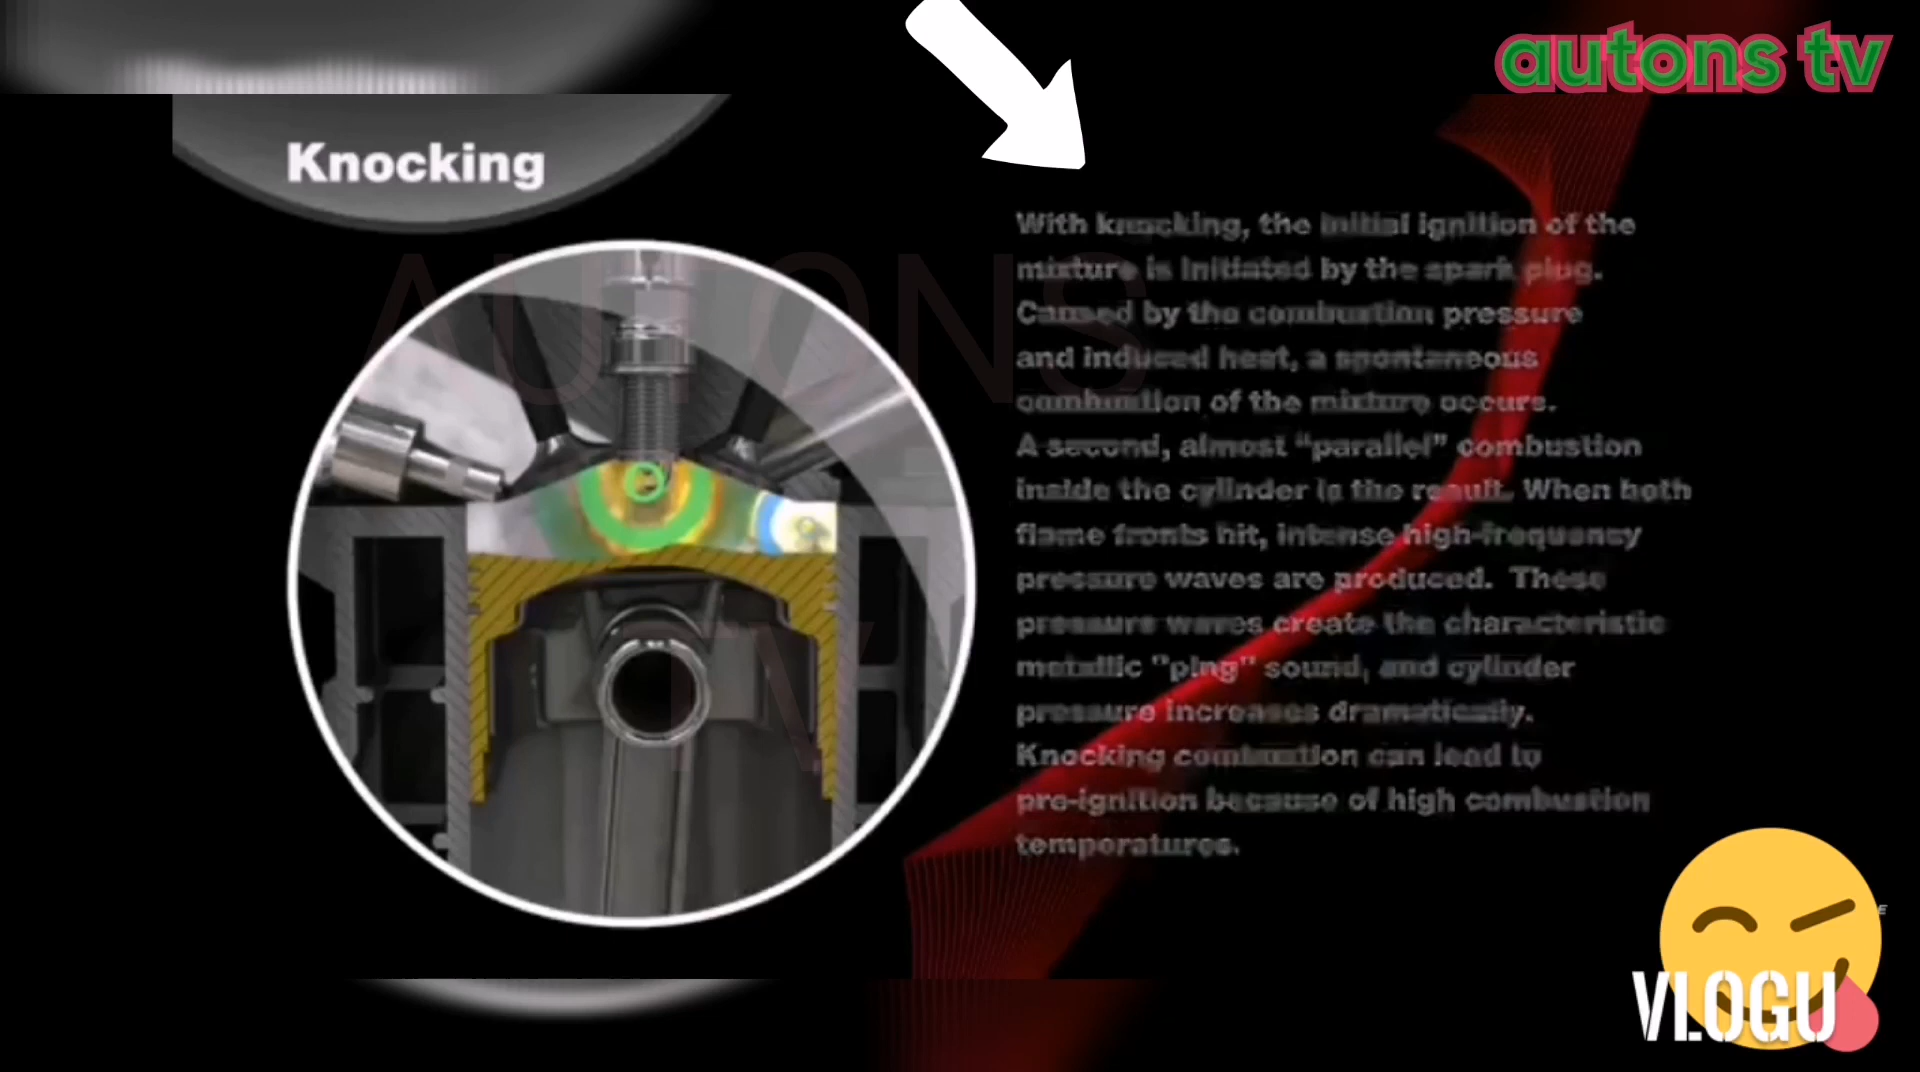 autons tv
Knocking
AUTONS
TV
With knocking, the initial ignition of the
mixture is initiated by the spark plug.
Caused by the combustion pressure
and induced heat, a spontaneous
combustion of the mixture occurs.
A second, almost “parallel” combustion
inside the cylinder is the result. When both
flame fronts hit, intense high-frequency
pressure waves are produced. These
pressure waves create the characteristic
metallic "ping" sound, and cylinder
pressure increases dramatically.
Knocking combustion can lead to
pre-ignition because of high combustion
temperatures.
VLOGU